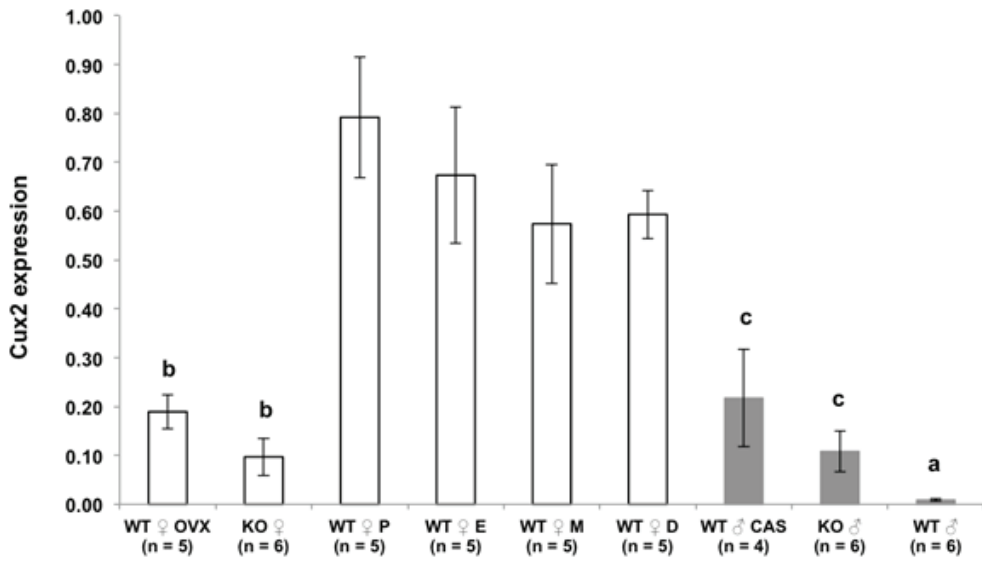 1.00
0.90
0.80
0.70
0.60
0.50
0.40
0.30
0.20
0.10
0.00
Cux2 expression
b
b
c
c
a
WT ♀ OVX
(n = 5)
KO ♀
(n = 6)
WT ♀ P
(n = 5)
WT ♀ E
(n = 5)
WT ♀ M
(n = 5)
WT ♀ D
(n = 5)
WT ♂ CAS
(n = 4)
KO ♂
(n = 6)
WT ♂
(n = 6)